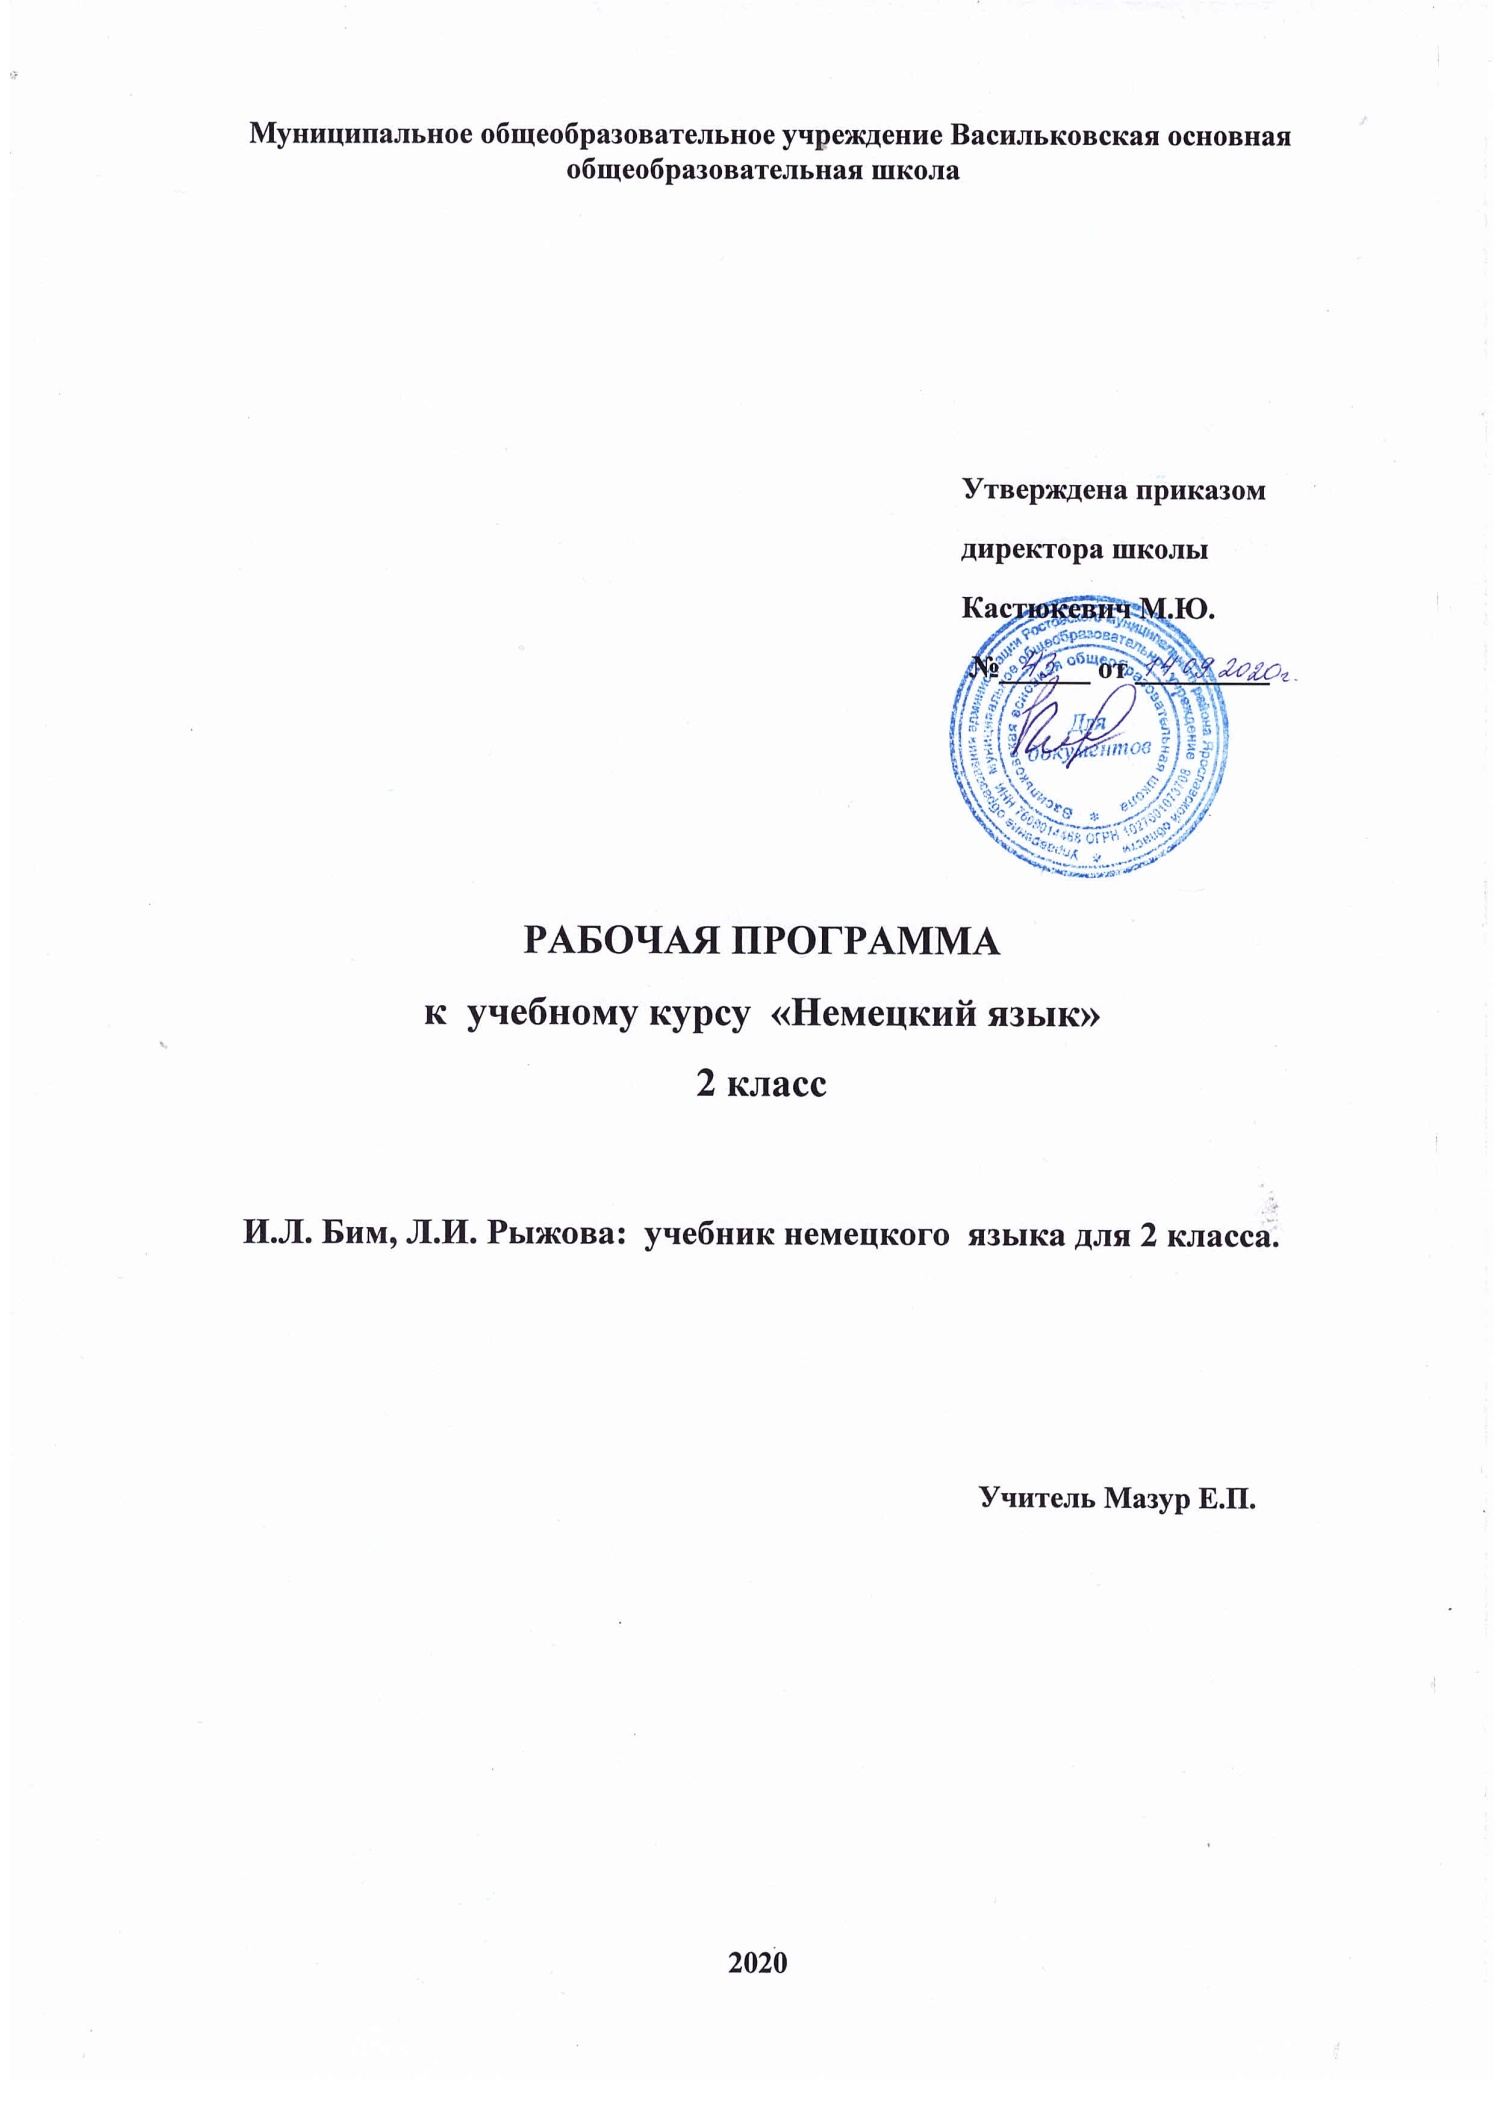 Муниципальное общеобразовательное учреждение Васильковская основная
общеобразовательная школа
Утверждена приказом
директора школы
Кастюкевич М.Ю.
№ от 14.09.2020г.
Для
документов
РАБОЧАЯ ПРОГРАММА
к учебному курсу «Немецкий язык»
2 класс
И.Л. Бим, Л.И. Рыжова: учебник немецкого языка для 2 класса.
Учитель Мазур Е.П.
2020